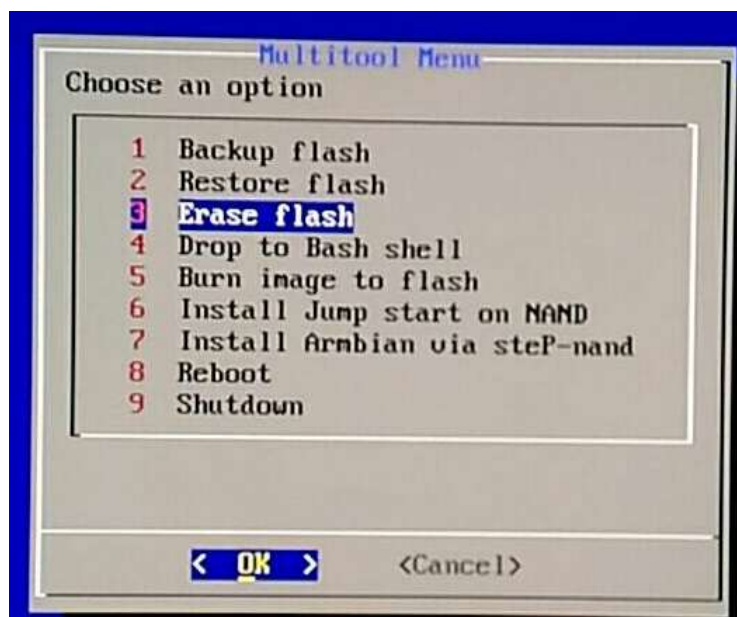 Multitool Menu
Choose an option
1 Backup flash
2 Restore flash
3 Erase flash
4 Drop to Bash shell
5 Burn image to flash
6 Install Jump start on NAND
7 Install Armbian via steP-nand
8 Reboot
9 Shutdown
< OK > <Cancel>